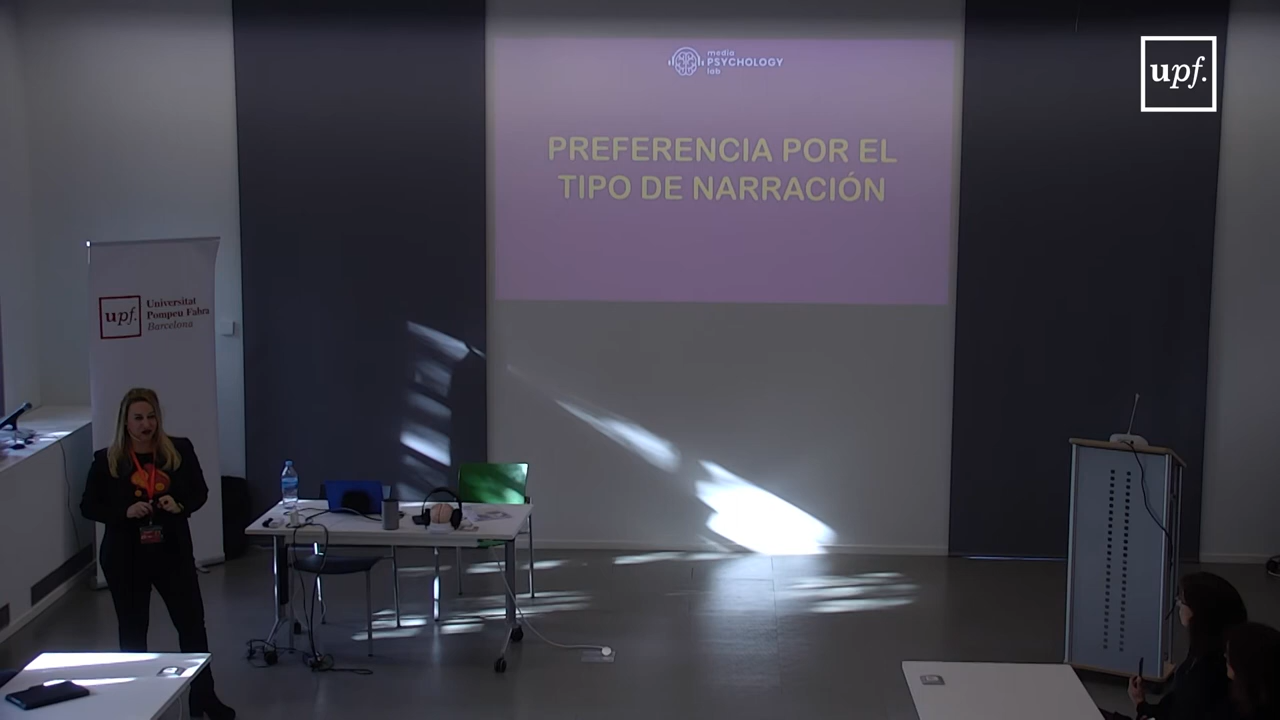 media
PSYCHOLOGY
lab
PREFERENCIA POR EL
TIPO DE NARRACIÓN
upf.
upf.
Universitat
Pompeu Fabra
Barcelona